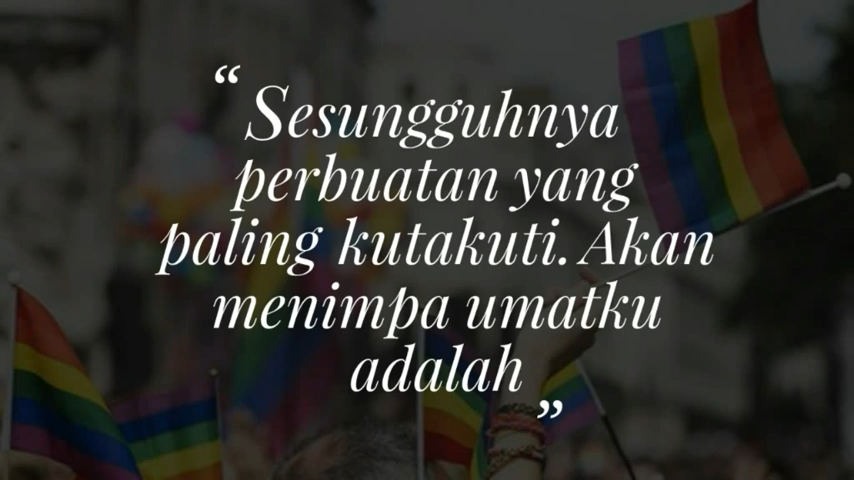 “ Sesungguhnya
perbuatan yang
paling kutakuti. Akan
menimpa umatku
adalah ”